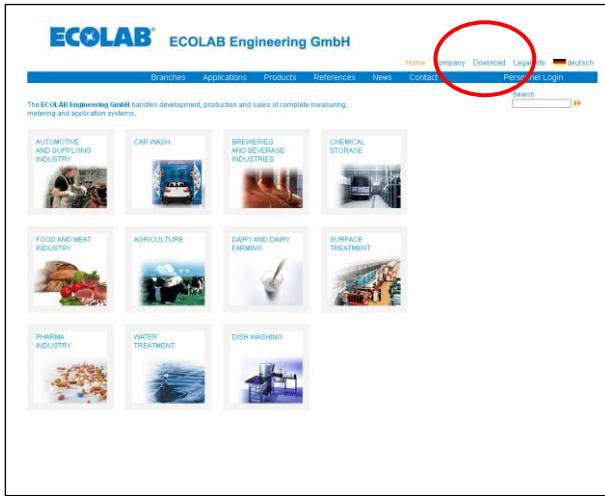 ECOLAB® ECOLAB Engineering GmbH
Home Company Download Legal Info deutsch
Branches Applications Products References News Contact Personnel Login
Search
The ECOLAB Engineering GmbH handles development, production and sales of complete measuring,
metering and application systems.
AUTOMOTIVE
AND SUPPLYING
INDUSTRY
CAR WASH
BREWERIES
AND BEVERAGE
INDUSTRIES
CHEMICAL
STORAGE
FOOD AND MEAT
INDUSTRY
AGRICULTURE
DAIRY AND DAIRY
FARMING
SURFACE
TREATMENT
PHARMA
INDUSTRY
WATER
TREATMENT
DISH WASHING